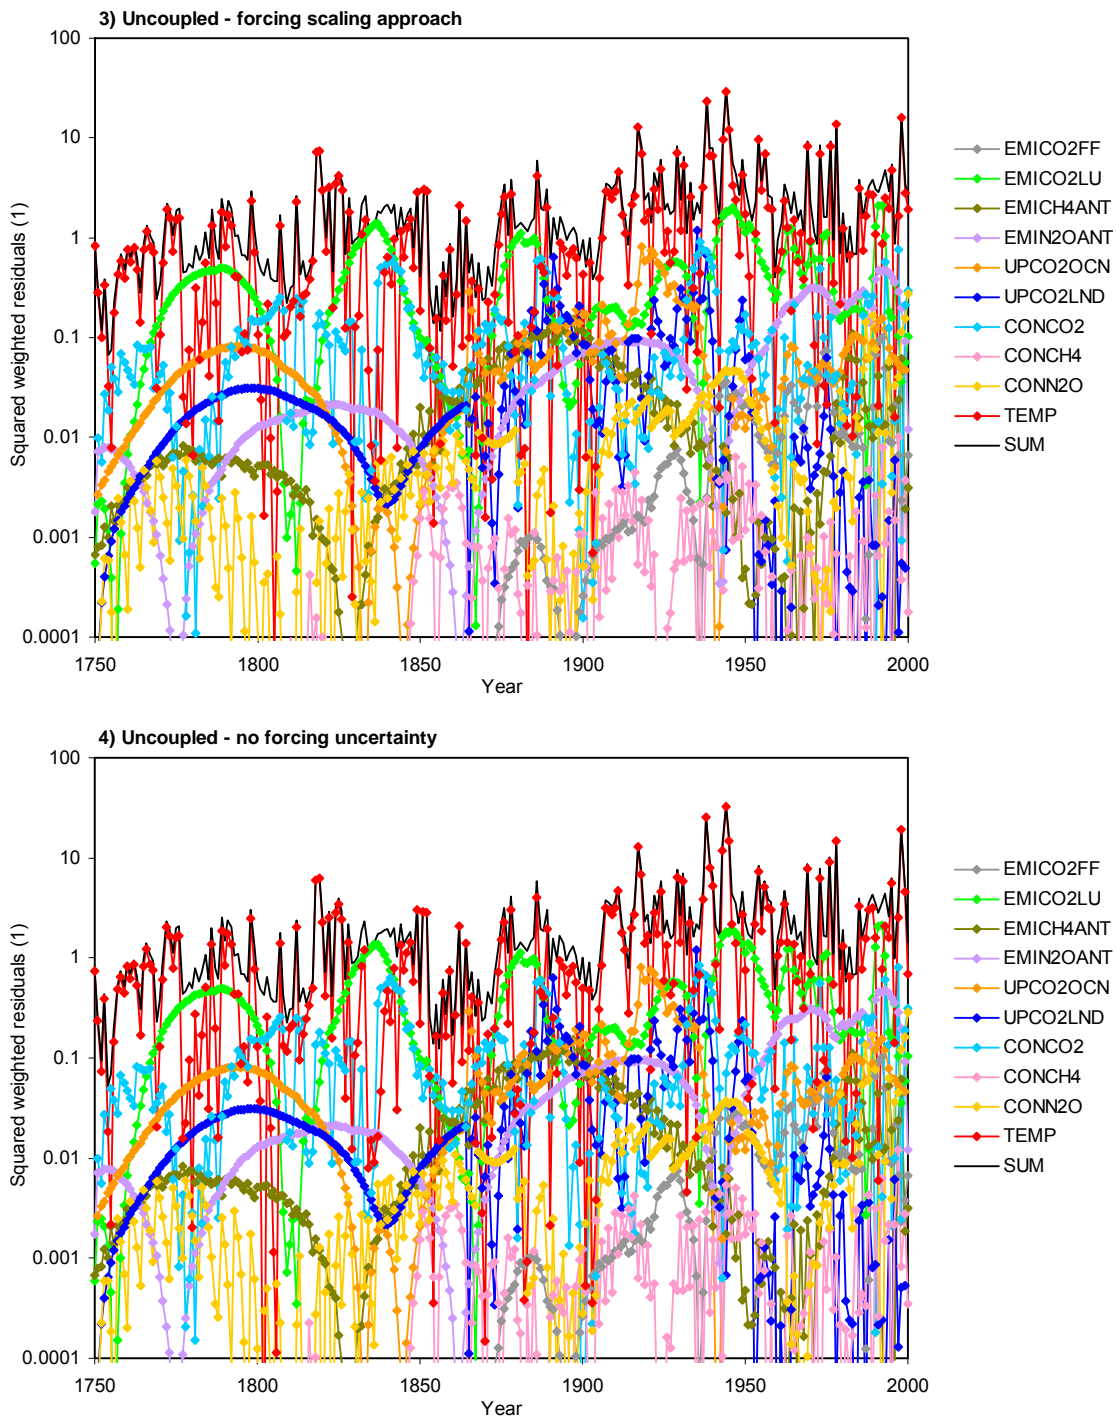 3) Uncoupled - forcing scaling approach
100
10
1
0.1
0.01
0.001
0.0001
Squared weighted residuals (1)
1750 1800 1850 1900 1950 2000
Year
EMICO2FF
EMICO2LU
EMICH4ANT
EMIN2OANT
UPCO2OCN
UPCO2LND
CONCO2
CONCH4
CONN2O
TEMP
SUM
4) Uncoupled - no forcing uncertainty
100
10
1
0.1
0.01
0.001
0.0001
Squared weighted residuals (1)
1750 1800 1850 1900 1950 2000
Year
EMICO2FF
EMICO2LU
EMICH4ANT
EMIN2OANT
UPCO2OCN
UPCO2LND
CONCO2
CONCH4
CONN2O
TEMP
SUM